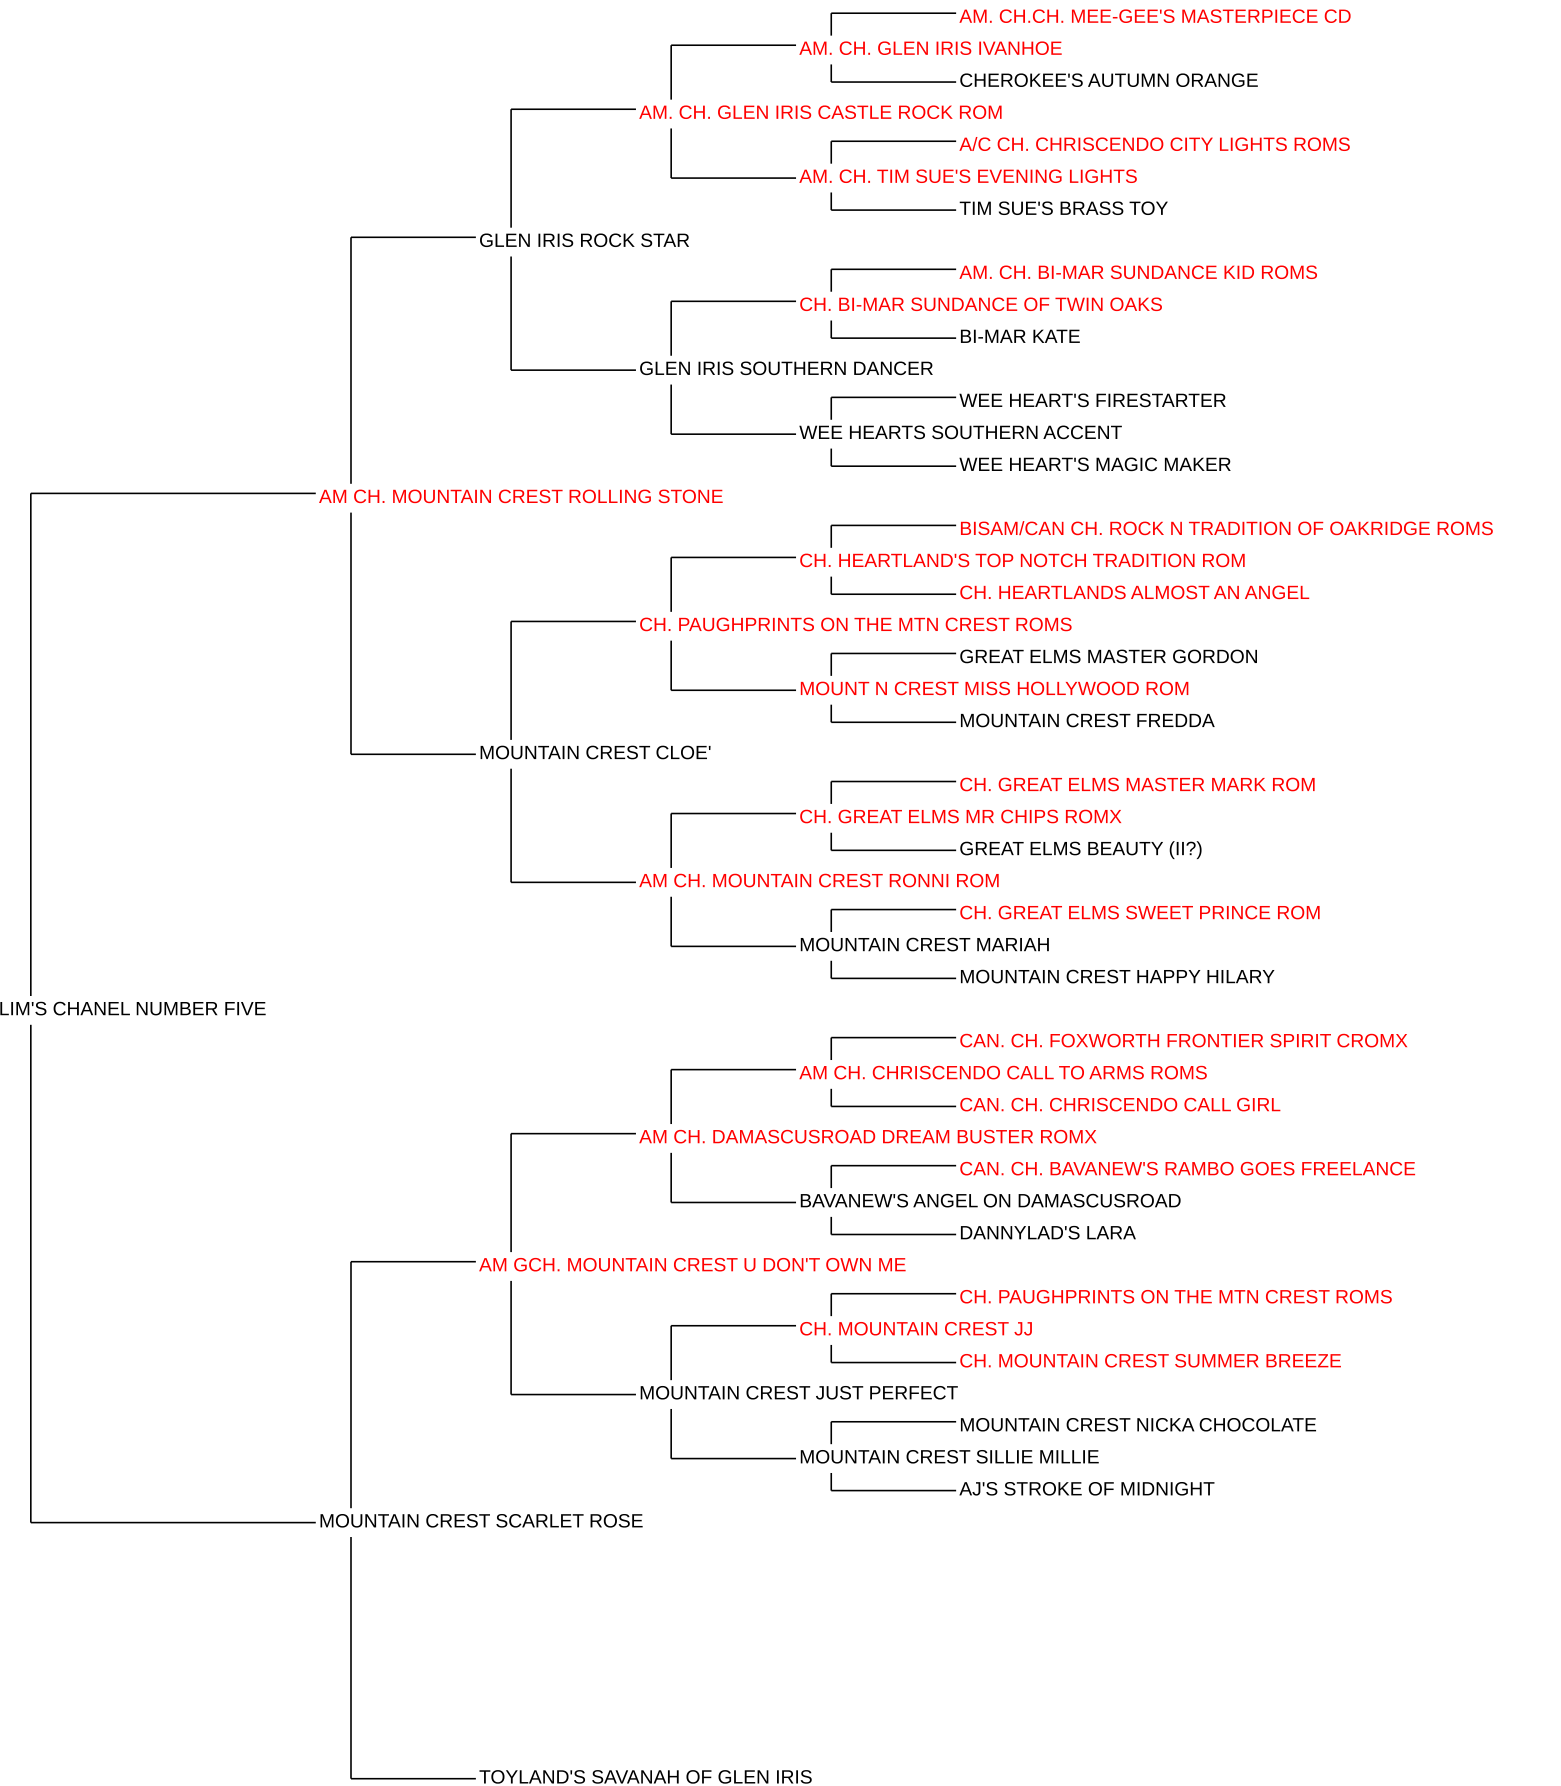 AM. CH.CH. MEE-GEE'S MASTERPIECE CD
AM. CH. GLEN IRIS IVANHOE
CHEROKEE'S AUTUMN ORANGE
AM. CH. GLEN IRIS CASTLE ROCK ROM
A/C CH. CHRISCENDO CITY LIGHTS ROMS
AM. CH. TIM SUE'S EVENING LIGHTS
TIM SUE'S BRASS TOY
GLEN IRIS ROCK STAR
AM. CH. BI-MAR SUNDANCE KID ROMS
CH. BI-MAR SUNDANCE OF TWIN OAKS
BI-MAR KATE
GLEN IRIS SOUTHERN DANCER
WEE HEART'S FIRESTARTER
WEE HEARTS SOUTHERN ACCENT
WEE HEART'S MAGIC MAKER
AM CH. MOUNTAIN CREST ROLLING STONE
BISAM/CAN CH. ROCK N TRADITION OF OAKRIDGE ROMS
CH. HEARTLAND'S TOP NOTCH TRADITION ROM
CH. HEARTLANDS ALMOST AN ANGEL
CH. PAUGHPRINTS ON THE MTN CREST ROMS
GREAT ELMS MASTER GORDON
MOUNT N CREST MISS HOLLYWOOD ROM
MOUNTAIN CREST FREDDA
MOUNTAIN CREST CLOE'
CH. GREAT ELMS MASTER MARK ROM
CH. GREAT ELMS MR CHIPS ROMX
GREAT ELMS BEAUTY (II?)
AM CH. MOUNTAIN CREST RONNI ROM
CH. GREAT ELMS SWEET PRINCE ROM
MOUNTAIN CREST MARIAH
MOUNTAIN CREST HAPPY HILARY
LIM'S CHANEL NUMBER FIVE
CAN. CH. FOXWORTH FRONTIER SPIRIT CROMX
AM CH. CHRISCENDO CALL TO ARMS ROMS
CAN. CH. CHRISCENDO CALL GIRL
AM CH. DAMASCUSROAD DREAM BUSTER ROMX
CAN. CH. BAVANEW'S RAMBO GOES FREELANCE
BAVANEW'S ANGEL ON DAMASCUSROAD
DANNYLAD'S LARA
AM GCH. MOUNTAIN CREST U DON'T OWN ME
CH. PAUGHPRINTS ON THE MTN CREST ROMS
CH. MOUNTAIN CREST JJ
CH. MOUNTAIN CREST SUMMER BREEZE
MOUNTAIN CREST JUST PERFECT
MOUNTAIN CREST NICKA CHOCOLATE
MOUNTAIN CREST SILLIE MILLIE
AJ'S STROKE OF MIDNIGHT
MOUNTAIN CREST SCARLET ROSE
TOYLAND'S SAVANAH OF GLEN IRIS